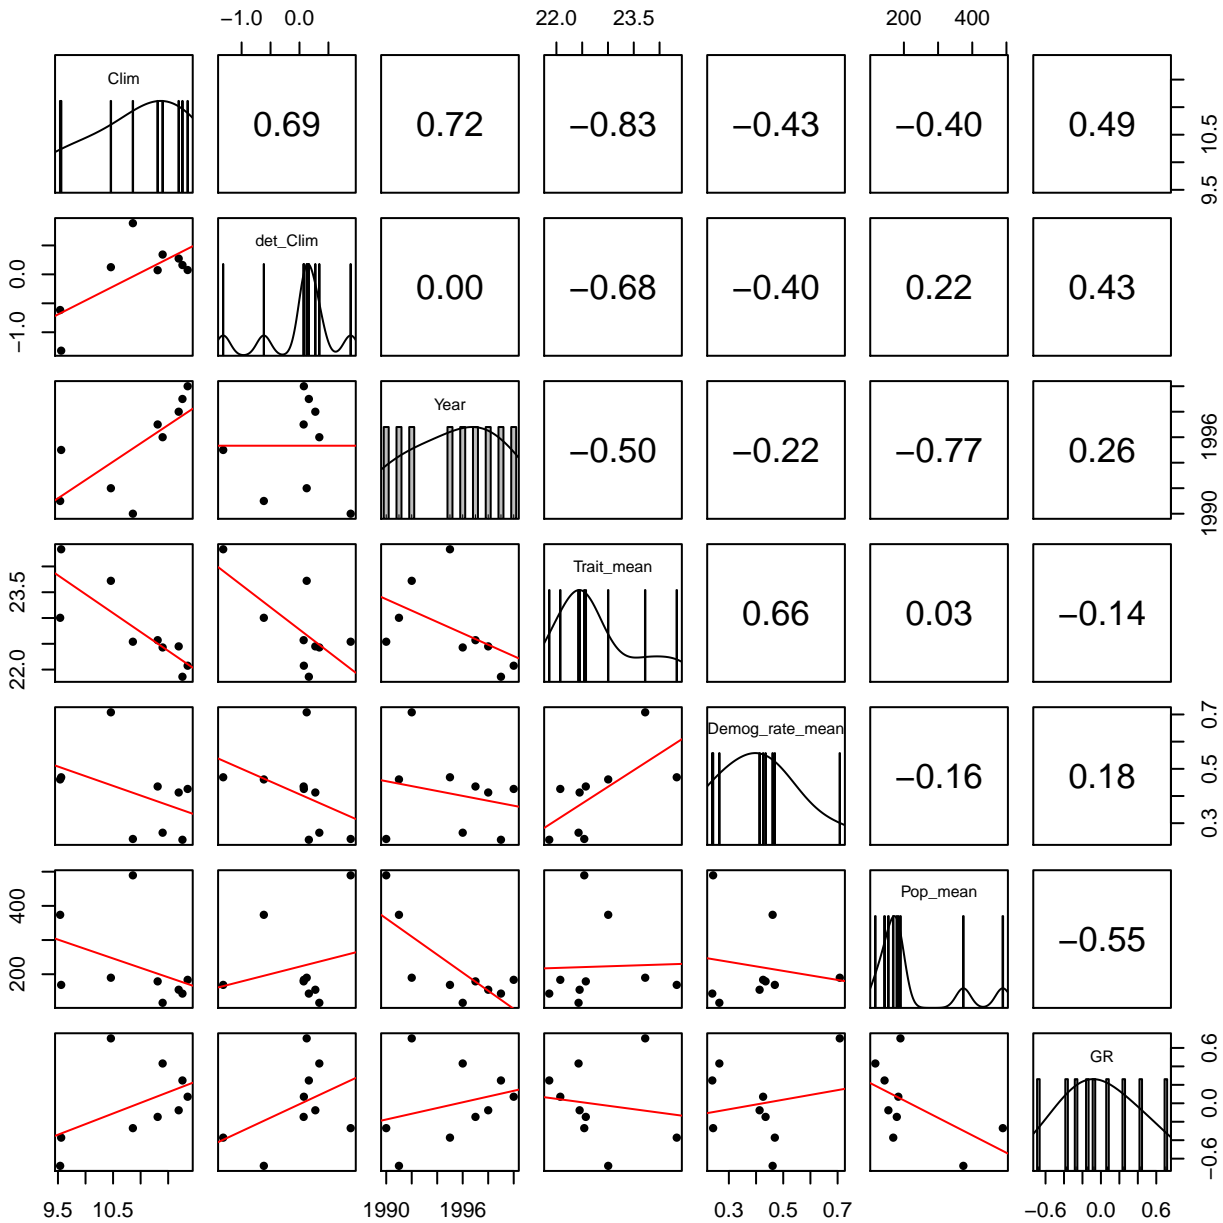 −1.0 0.0 22.0 23.5 200 400
Clim 0.69 0.72 −0.83 −0.43 −0.40 0.49 9.5 10.5
−1.0 0.0 det_Clim 0.00 −0.68 −0.40 0.22 0.43
Year −0.50 −0.22 −0.77 0.26 1990 1996
22.0 23.5 Trait_mean 0.66 0.03 −0.14
Demog_rate_mean −0.16 0.18 0.3 0.5 0.7
200 400 Pop_mean −0.55
GR −0.6 0.0 0.6
9.5 10.5 1990 1996 0.3 0.5 0.7 −0.6 0.0 0.6